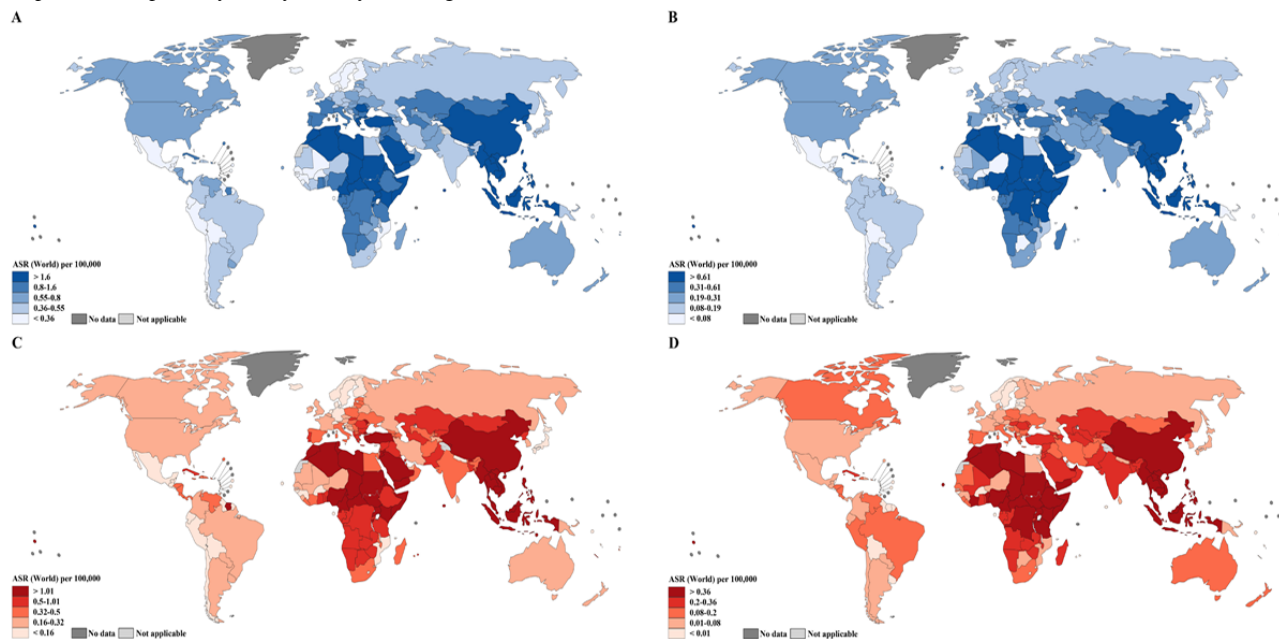 A
ASR (World) per 100,000
> 1.6
0.8-1.6
0.55-0.8
0.36-0.55
< 0.36
No data
Not applicable
B
ASR (World) per 100,000
> 0.61
0.31-0.61
0.19-0.31
0.08-0.19
< 0.08
No data
Not applicable
C
ASR (World) per 100,000
> 1.01
0.5-1.01
0.32-0.5
0.16-0.32
< 0.16
No data
Not applicable
D
ASR (World) per 100,000
> 0.36
0.2-0.36
0.08-0.2
0.01-0.08
< 0.01
No data
Not applicable